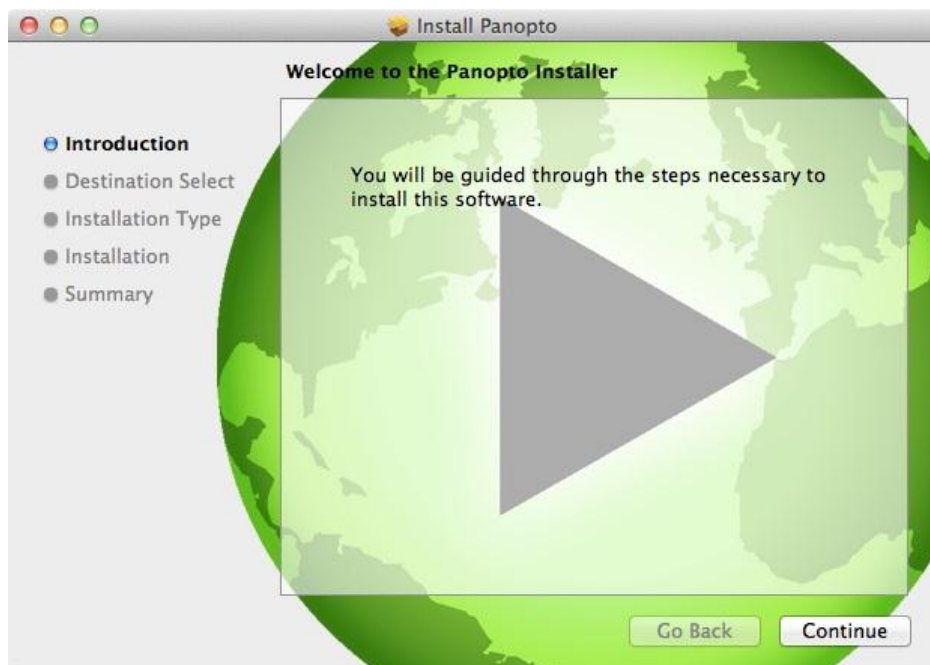 Install Panopto
Welcome to the Panopto Installer
Introduction
Destination Select
Installation Type
Installation
Summary
You will be guided through the steps necessary to
install this software.
Go Back
Continue